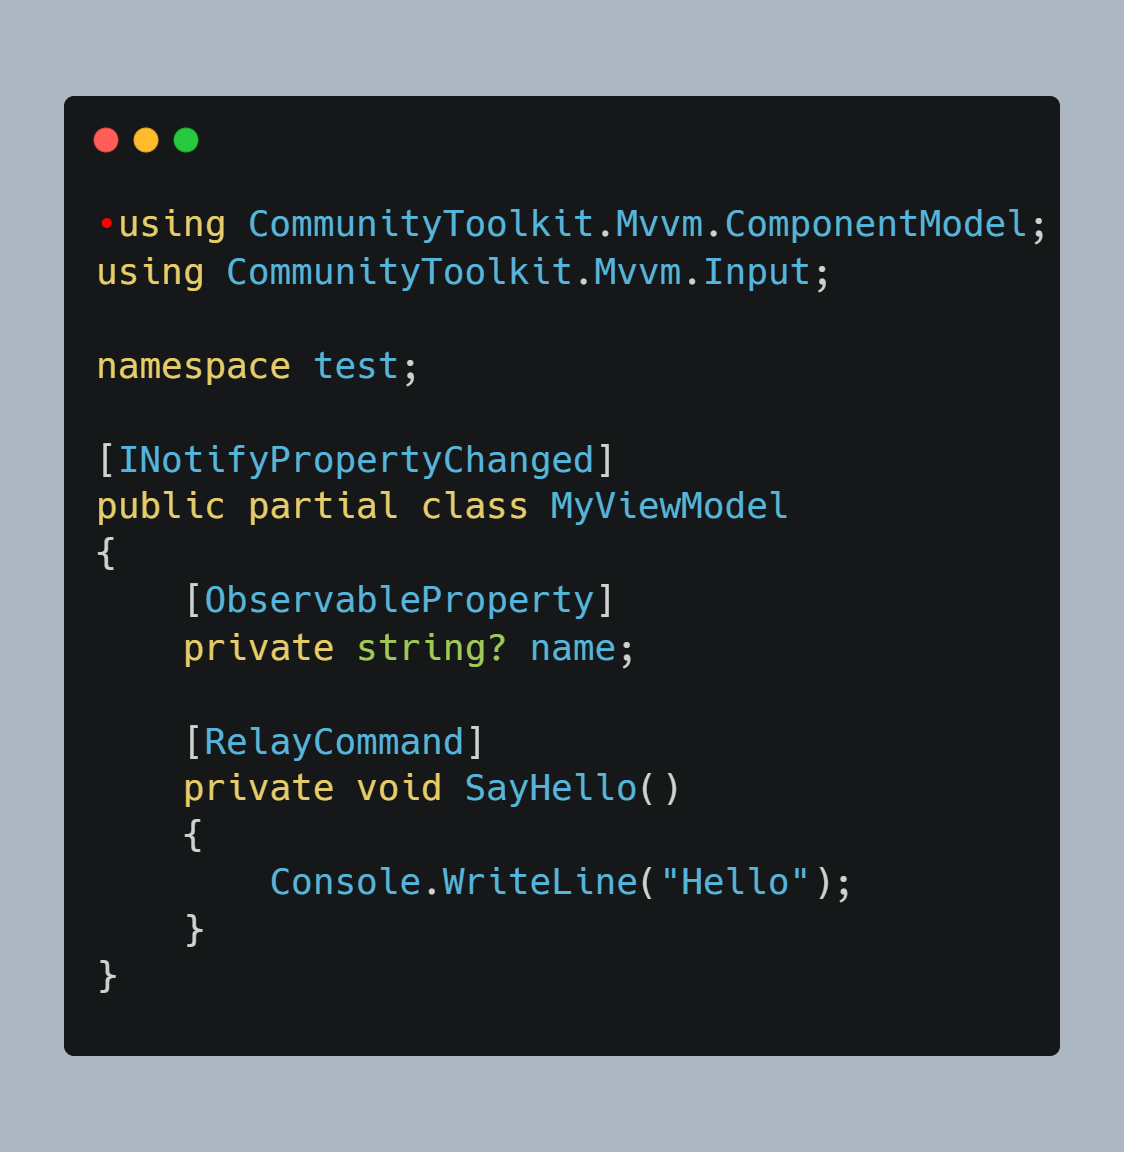 •using CommunityToolkit.Mvvm.ComponentModel;
using CommunityToolkit.Mvvm.Input;

namespace test;

[INotifyPropertyChanged]
public partial class MyViewModel
{
    [ObservableProperty]
    private string? name;

    [RelayCommand]
    private void SayHello()
    {
        Console.WriteLine("Hello");
    }
}